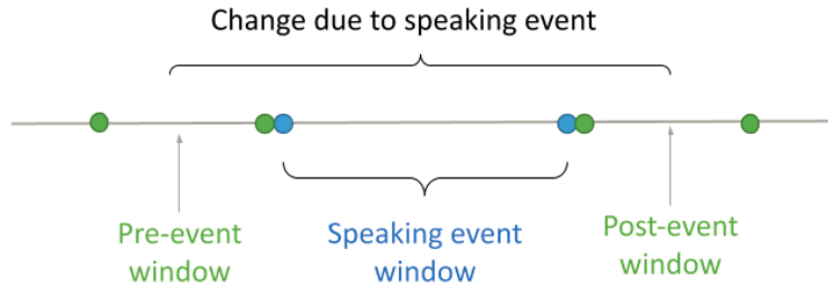 Change due to speaking event
Pre-event
window
Speaking event
window
Post-event
window